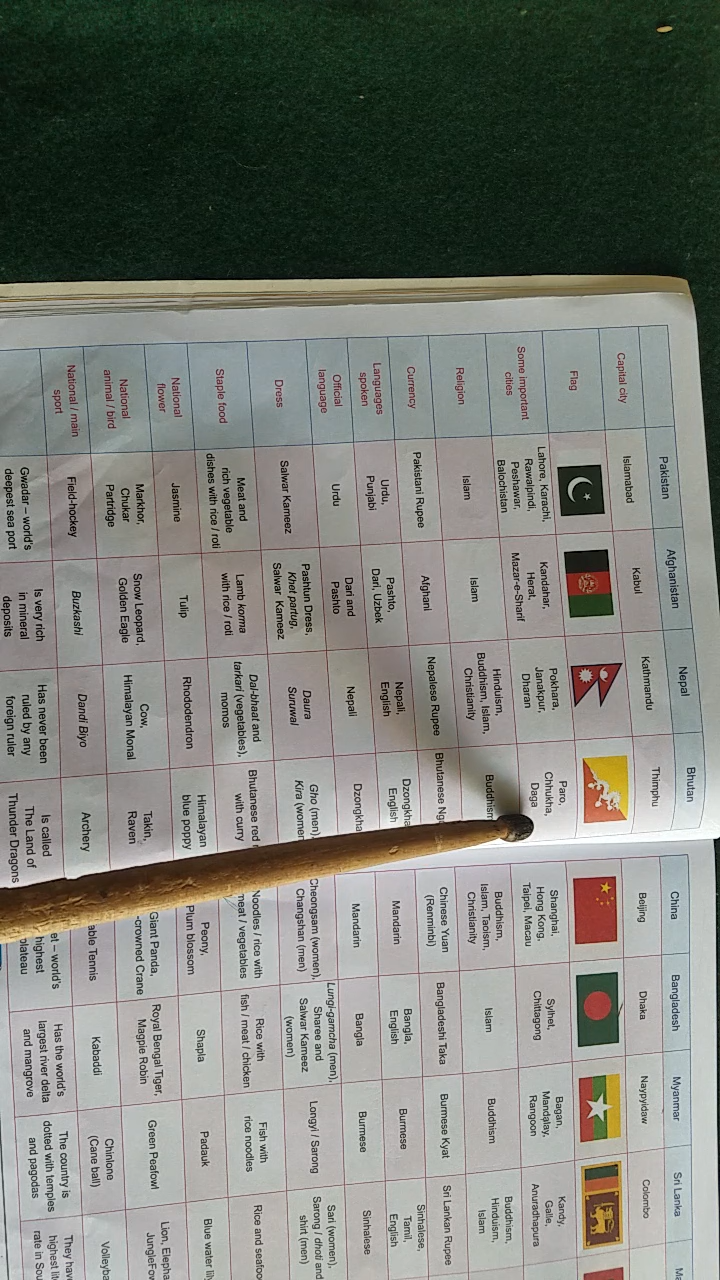 Pakistan
Afghanistan
Nepal
Bhutan
China
Bangladesh
Myanmar
Sri Lanka
Capital city
Islamabad
Kabul
Kathmandu
Thimphu
Beijing
Dhaka
Naypyidaw
Colombo
Flag
Some important
cities
Lahore, Karachi,
Rawalpindi,
Peshawar,
Balochistan
Kandahar,
Herat,
Mazar-e-Sharif
Pokhara,
Janakpur,
Dharan
Paro,
Chhukha,
Daga
Shanghai,
Hong Kong,
Taipei, Macau
Sylhet,
Chittagong
Bagan,
Mandalay,
Rangoon
Kandy,
Galle,
Anuradhapura
Religion
Islam
Islam
Hinduism,
Buddhism, Islam,
Christianity
Buddhism
Buddhism,
Islam, Taoism,
Christianity
Islam
Buddhism
Buddhism,
Hinduism,
Islam
Currency
Pakistani Rupee
Afghani
Nepalese Rupee
Bhutanese
Chinese Yuan
(Renminbi)
Bangladeshi Taka
Burmese Kyat
Sri Lankan Rupee
Languages
spoken
Urdu,
Punjabi
Pashto,
Dari, Uzbek
Nepali,
English
Dzongkha
English
Mandarin
Bangla,
English
Burmese
Sinhalese,
Tamil,
English
Official
language
Urdu
Dari and
Pashto
Nepali
Dzongkha
Mandarin
Bangla
Burmese
Sinhalese
Dress
Salwar Kameez
Pashtun Dress,
Khet partug,
Salwar Kameez
Daura
Suruwal
Gho (men),
Kira (women
Cheongsam (women),
Changshan (men)
Lungi-gamcha (men),
Sharee and
Salwar Kameez
(women)
Longyi / Sarong
Sari (women),
Sarong / dhoti and
shirt (men)
Staple food
Meat and
rich vegetable
dishes with rice / roti
Lamb korma
with rice / roti
Dal-bhaat and
tarkari (vegetables),
momos
Bhutanese red
with curry
Noodles / rice with
meat / vegetables
Rice with
fish / meat / chicken
Fish with
rice noodles
Rice and seafood
National
flower
Jasmine
Tulip
Rhododendron
Himalayan
blue poppy
Peony,
Plum blossom
Shapla
Padauk
Blue water lily
National
animal / bird
Markhor,
Chukar
Partridge
Snow Leopard,
Golden Eagle
Cow,
Himalayan Monal
Takin,
Raven
Giant Panda,
-crowned Crane
Royal Bengal Tiger,
Magpie Robin
Green Peafowl
Lion, Elepha
JungleFow
National / main
sport
Field-hockey
Buzkashi
Dandi Biyo
Archery
able Tennis
Kabaddi
Chinlone
(Cane ball)
Volleyba
Gwadar – world's
deepest sea port
Is very rich
in mineral
deposits
Has never been
ruled by any
foreign ruler
Is called
The Land of
Thunder Dragons
et – world's
highest
plateau
Has the world's
largest river delta
and mangrove
The country is
dotted with temples
and pagodas
They hav
highest lit
rate in Sou